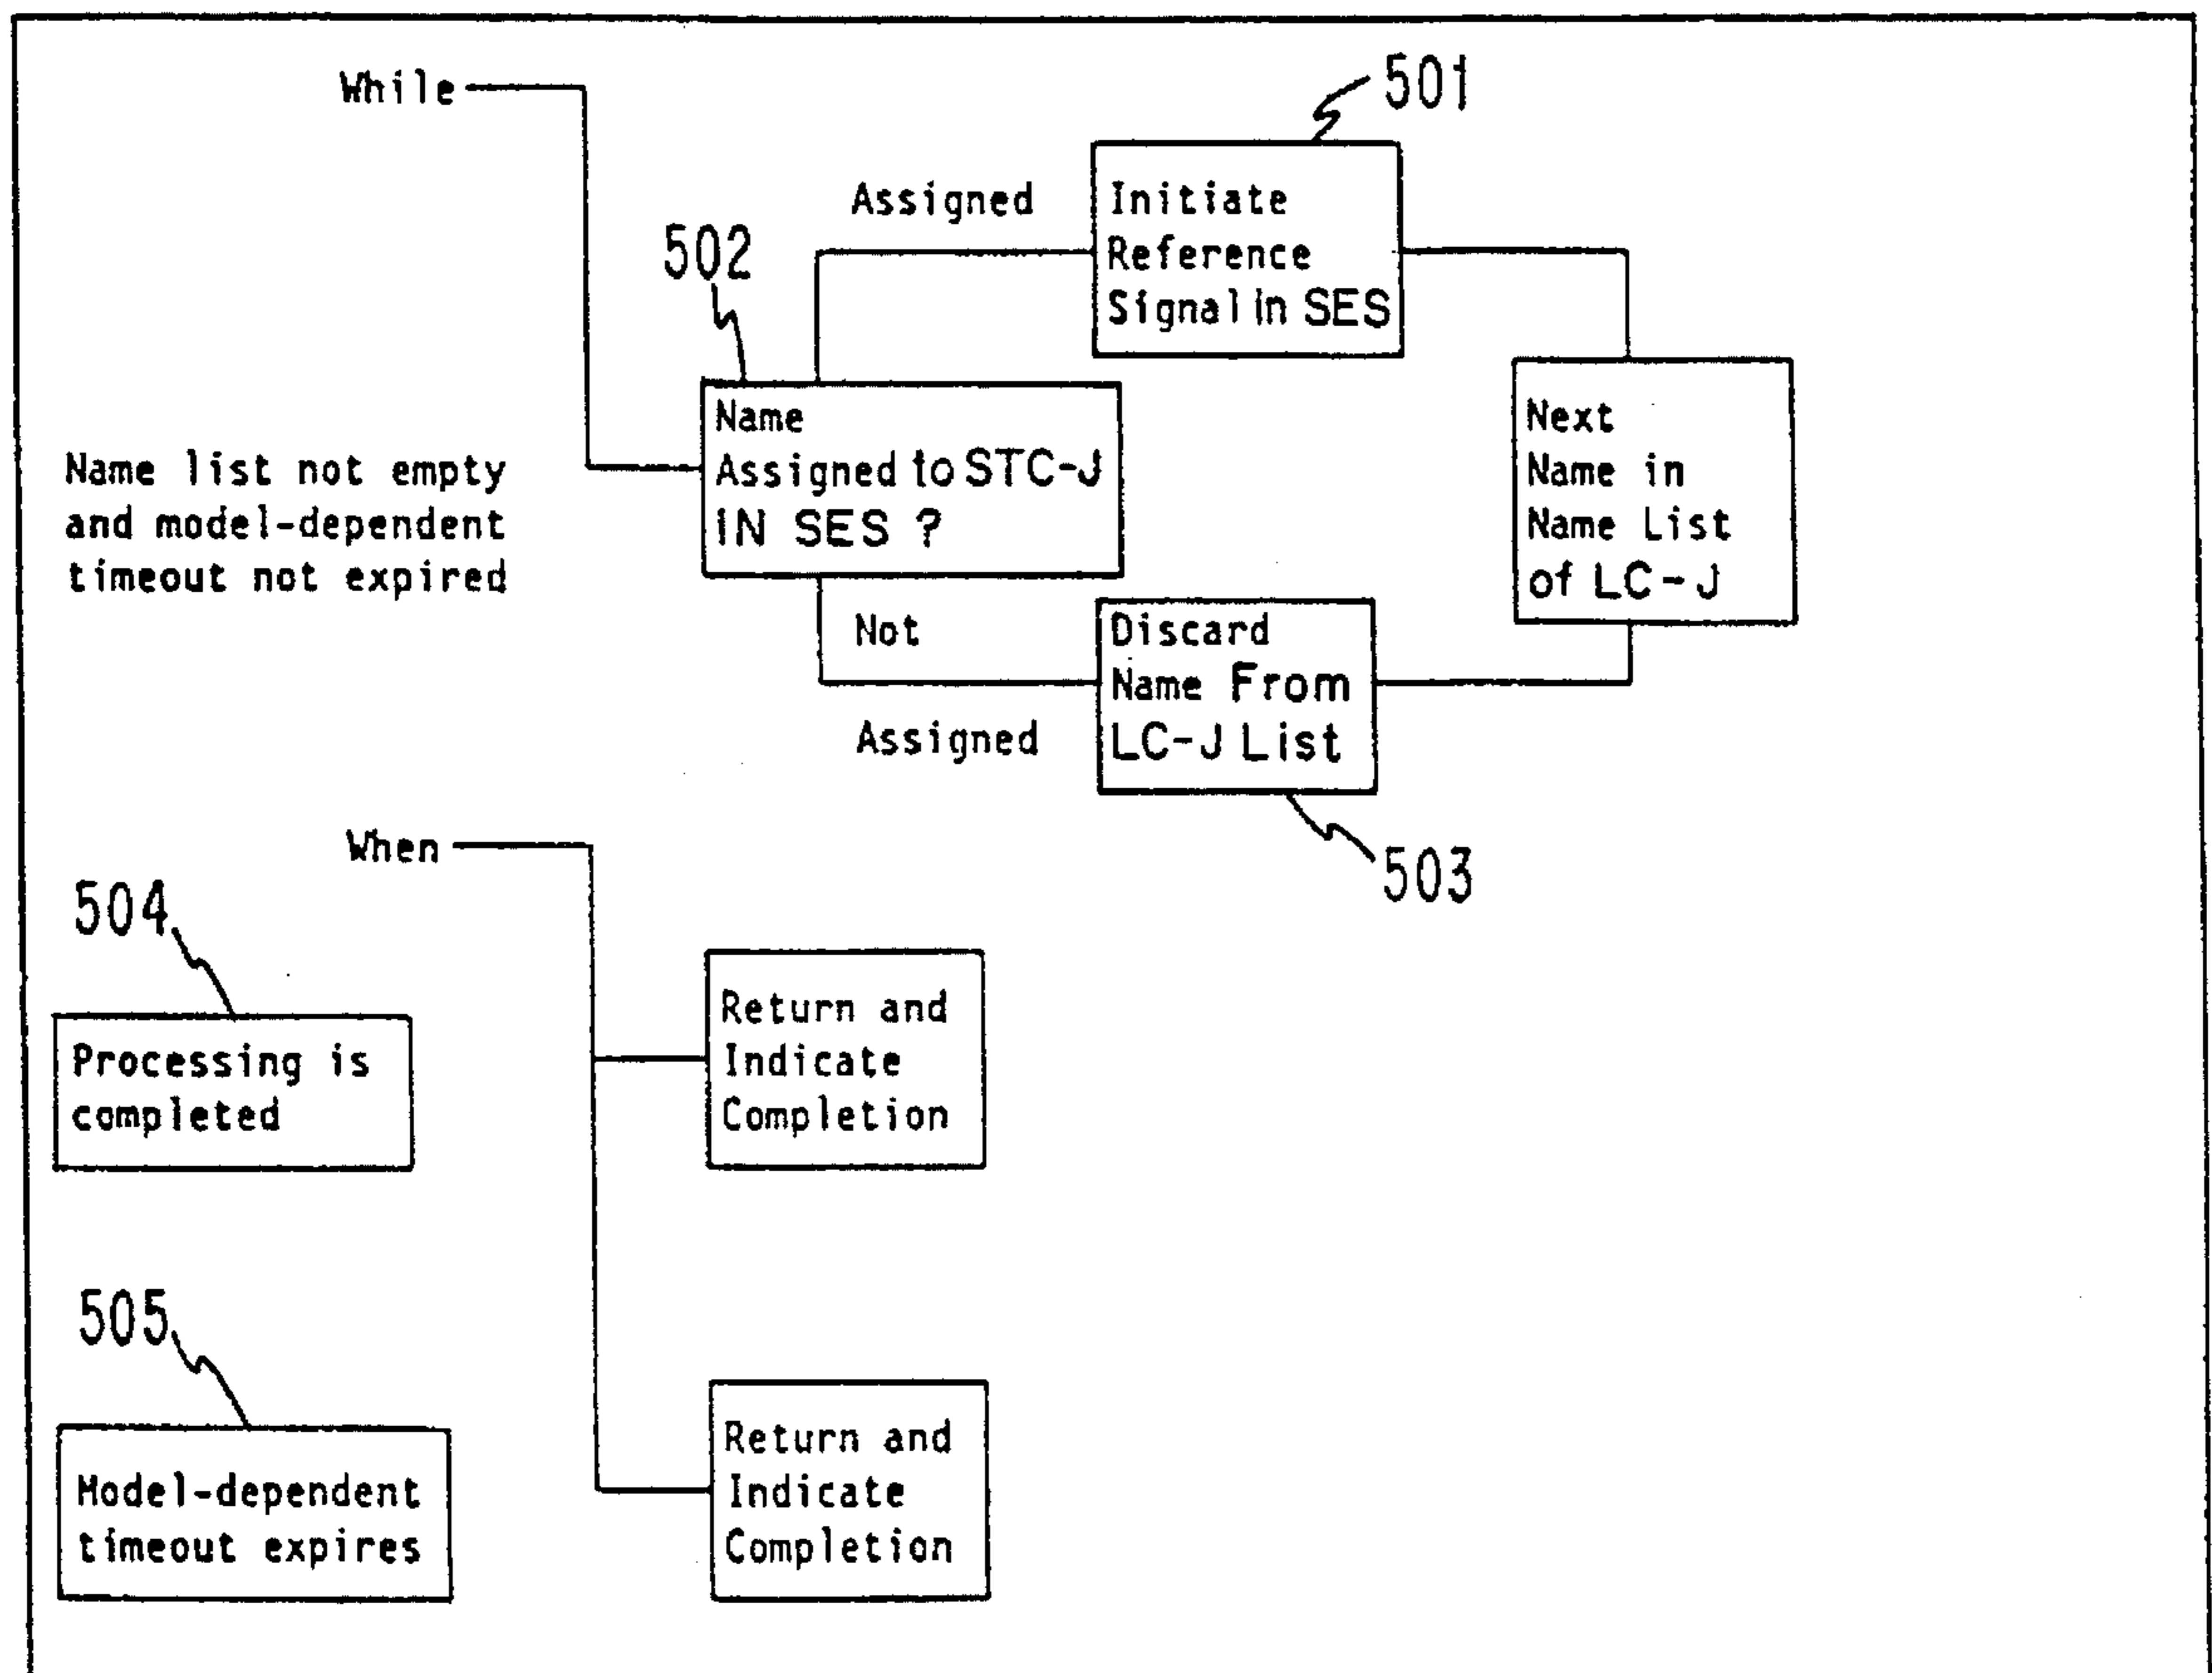 While
501
Assigned
Initiate
Reference
Signal in SES
502
Name
Assigned to STC-J
IN SES ?
Next
Name in
Name List
of LC-J
Name list not empty
and model-dependent
timeout not expired
Not
Assigned
Discard
Name From
LC-J List
503
When
504
Processing is
completed
Return and
Indicate
Completion
505
Model-dependent
timeout expires
Return and
Indicate
Completion